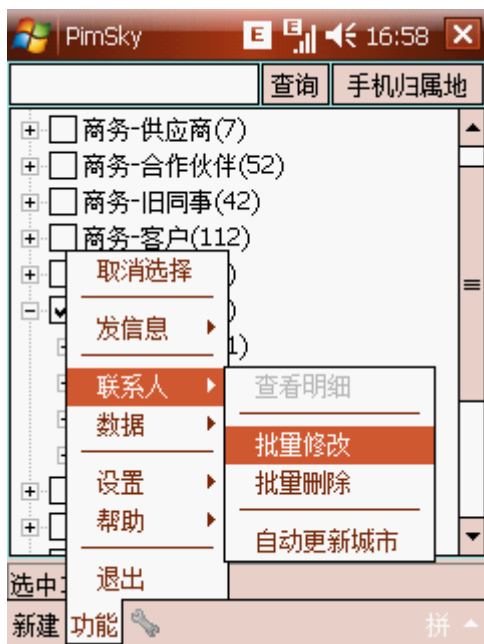 PimSky
E E 16:58
查询 手机归属地
商务-供应商(7)
商务-合作伙伴(52)
商务-旧同事(42)
商务-客户(112)
取消选择
)
发信息
)
1)
联系人
查看明细
数据
批量修改
设置
批量删除
帮助
自动更新城市
退出
选中
新建 功能 拼